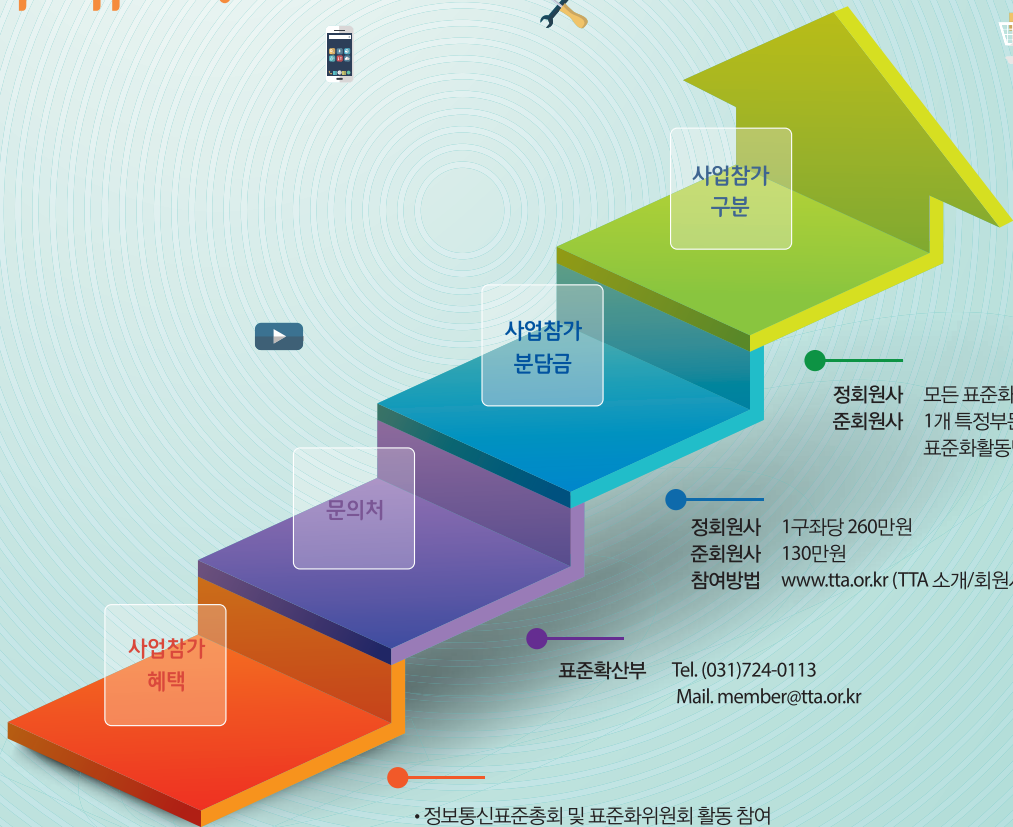 사업참가
구분
정회원사 모든 표준화
준회원사 1개 특정부문
표준화활동
사업참가
분담금
정회원사 1구좌당 260만원
준회원사 130만원
참여방법 www.tta.or.kr (TTA 소개/회원사
문의처
표준확산부 Tel. (031)724-0113
Mail. member@tta.or.kr
사업참가
혜택
• 정보통신표준총회 및 표준화위원회 활동 참여